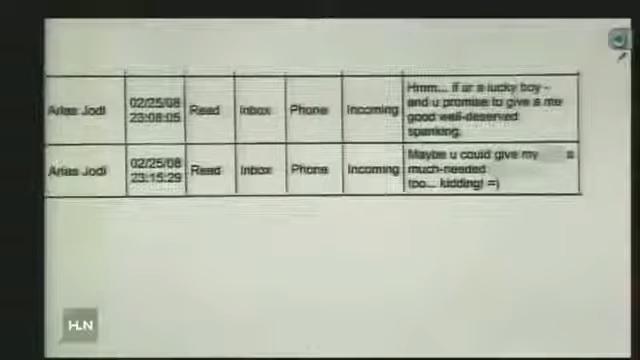 Arias Jodi 02/25/08 23:08:05 Read Inbox Phone Incoming Hmm... if ur a lucky boy -
and u promise to give a me
good well-deserved
spanking.
Arias Jodi 02/25/08 23:15:29 Read Inbox Phone Incoming Maybe u could give my a
much-needed
too... kidding! =)
HLN